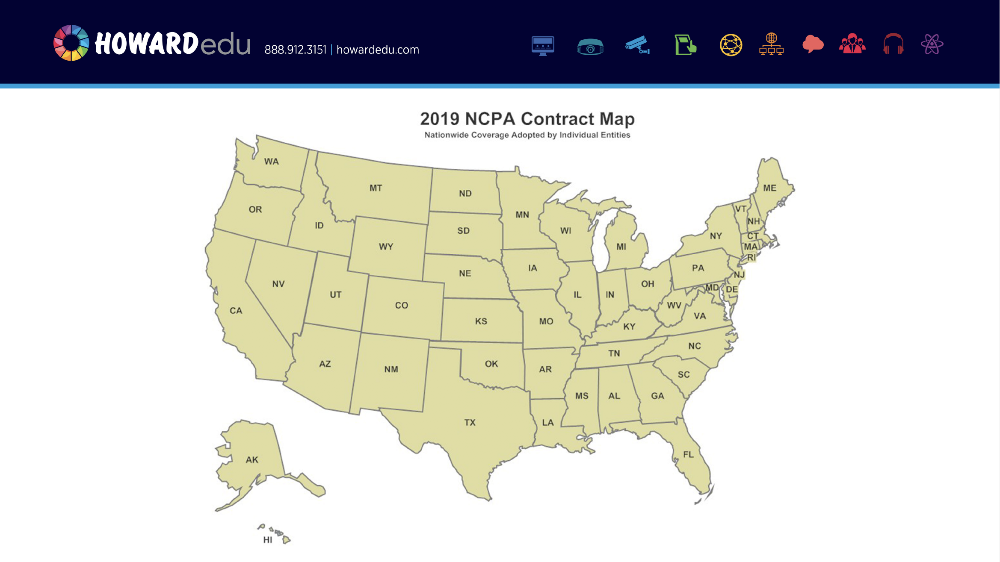 HOWARD edu 888.912.3151 | howardedu.com
2019 NCPA Contract Map
Nationwide Coverage Adopted by Individual Entities
WA
MT
ND
ME
OR
ID
MN
VT
NH
SD
WI
NY
CT
WY
MI
MA
RI
NE
IA
PA
NJ
NV
UT
OH
MD
DE
CO
IL
IN
WV
CA
KS
MO
KY
VA
AZ
NM
OK
AR
TN
NC
SC
MS
AL
GA
TX
LA
FL
AK
HI